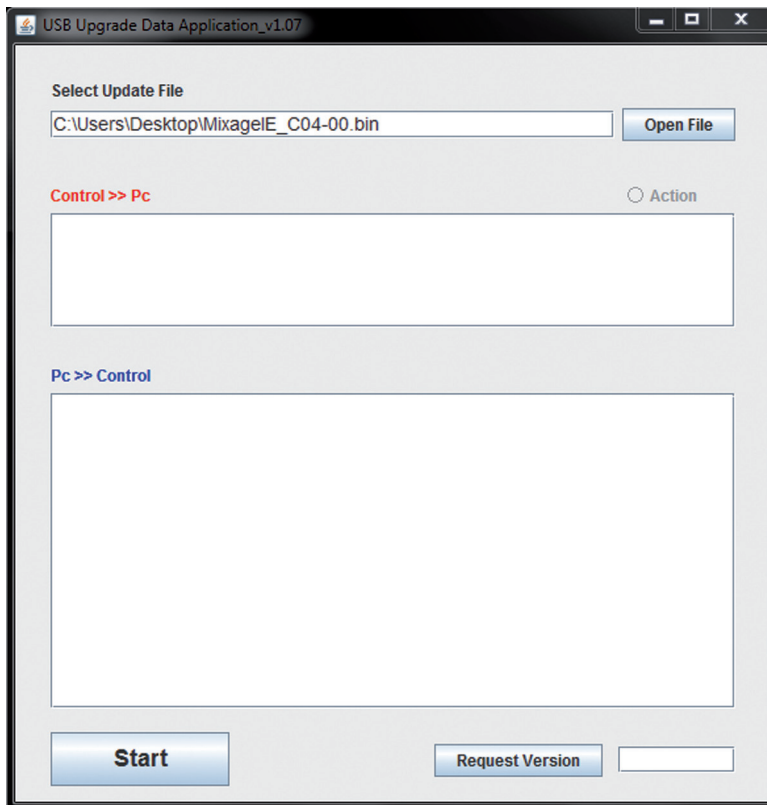 USB Upgrade Data Application_v1.07
Select Update File
C:\Users\Desktop\MixagelE_C04-00.bin
Open File
Control >> Pc
Action
Pc >> Control
Start
Request Version